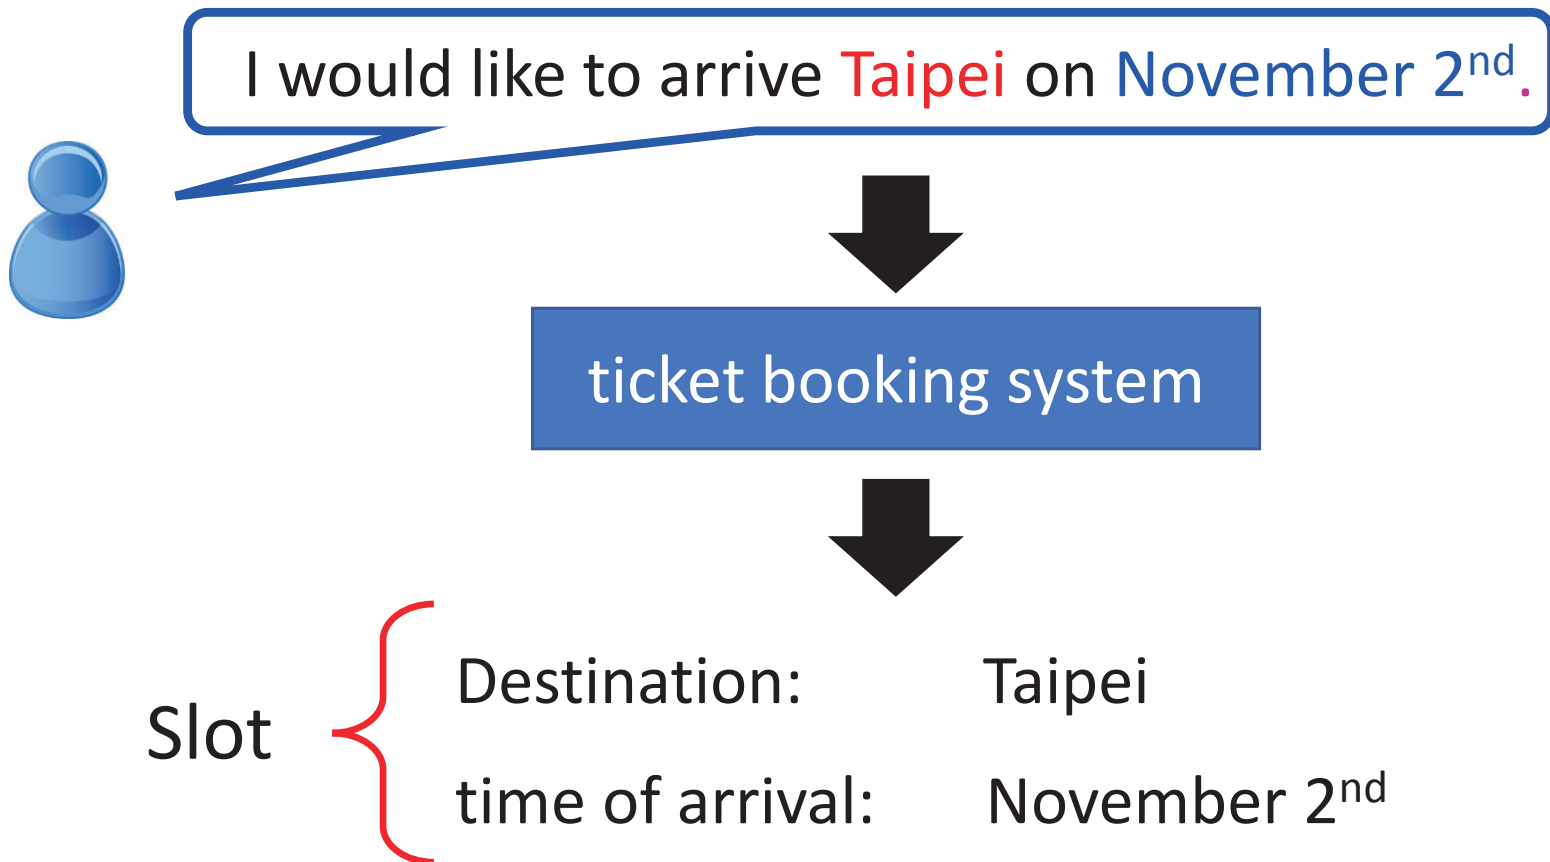 I would like to arrive Taipei on November 2nd.
ticket booking system
Slot
Destination: Taipei
time of arrival: November 2nd